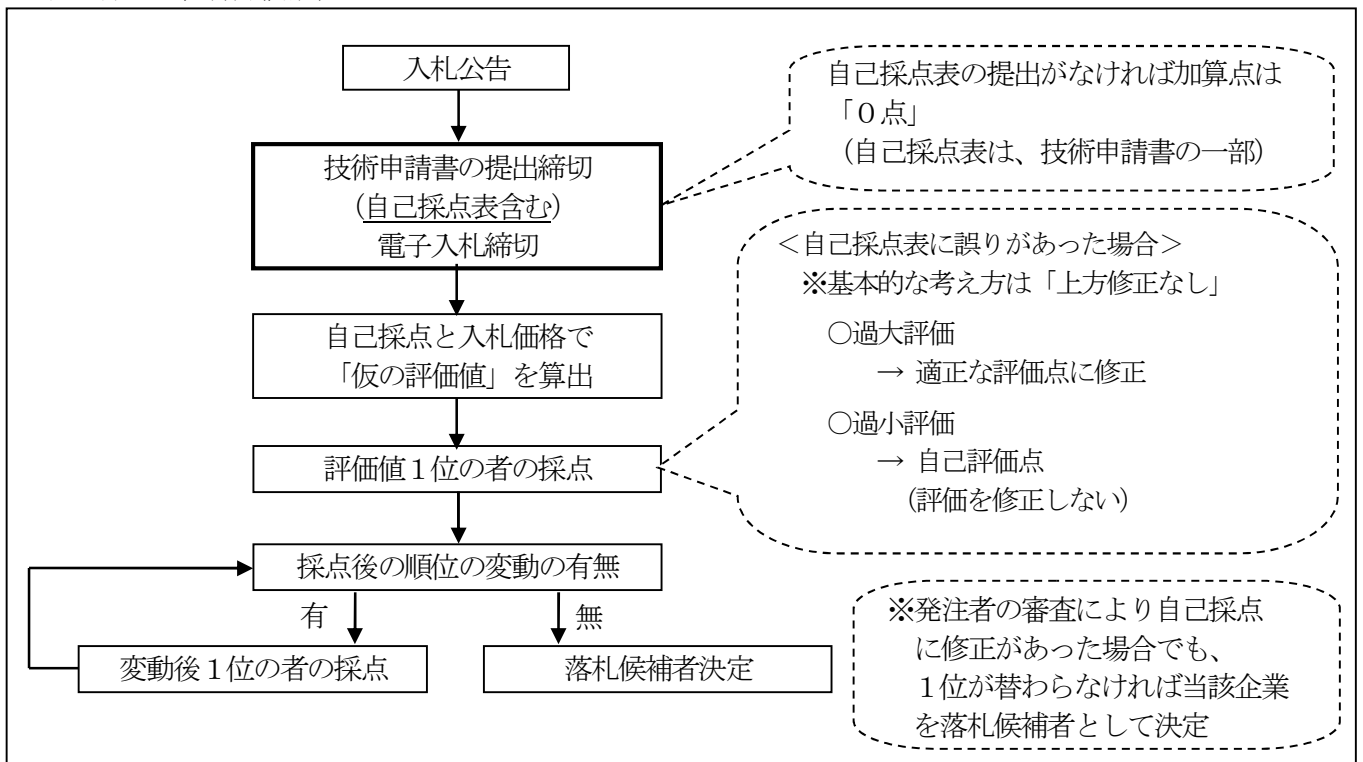 入札公告
自己採点表の提出がなければ加算点は
「０点」
（自己採点表は、技術申請書の一部）
技術申請書の提出締切
（自己採点表含む）
電子入札締切
＜自己採点表に誤りがあった場合＞
※基本的な考え方は「上方修正なし」
○過大評価
→ 適正な評価点に修正
○過小評価
→ 自己評価点
（評価を修正しない）
自己採点と入札価格で
「仮の評価値」を算出
評価値１位の者の採点
採点後の順位の変動の有無
有
無
変動後１位の者の採点
落札候補者決定
※発注者の審査により自己採点
に修正があった場合でも、
１位が替わらなければ当該企業
を落札候補者として決定